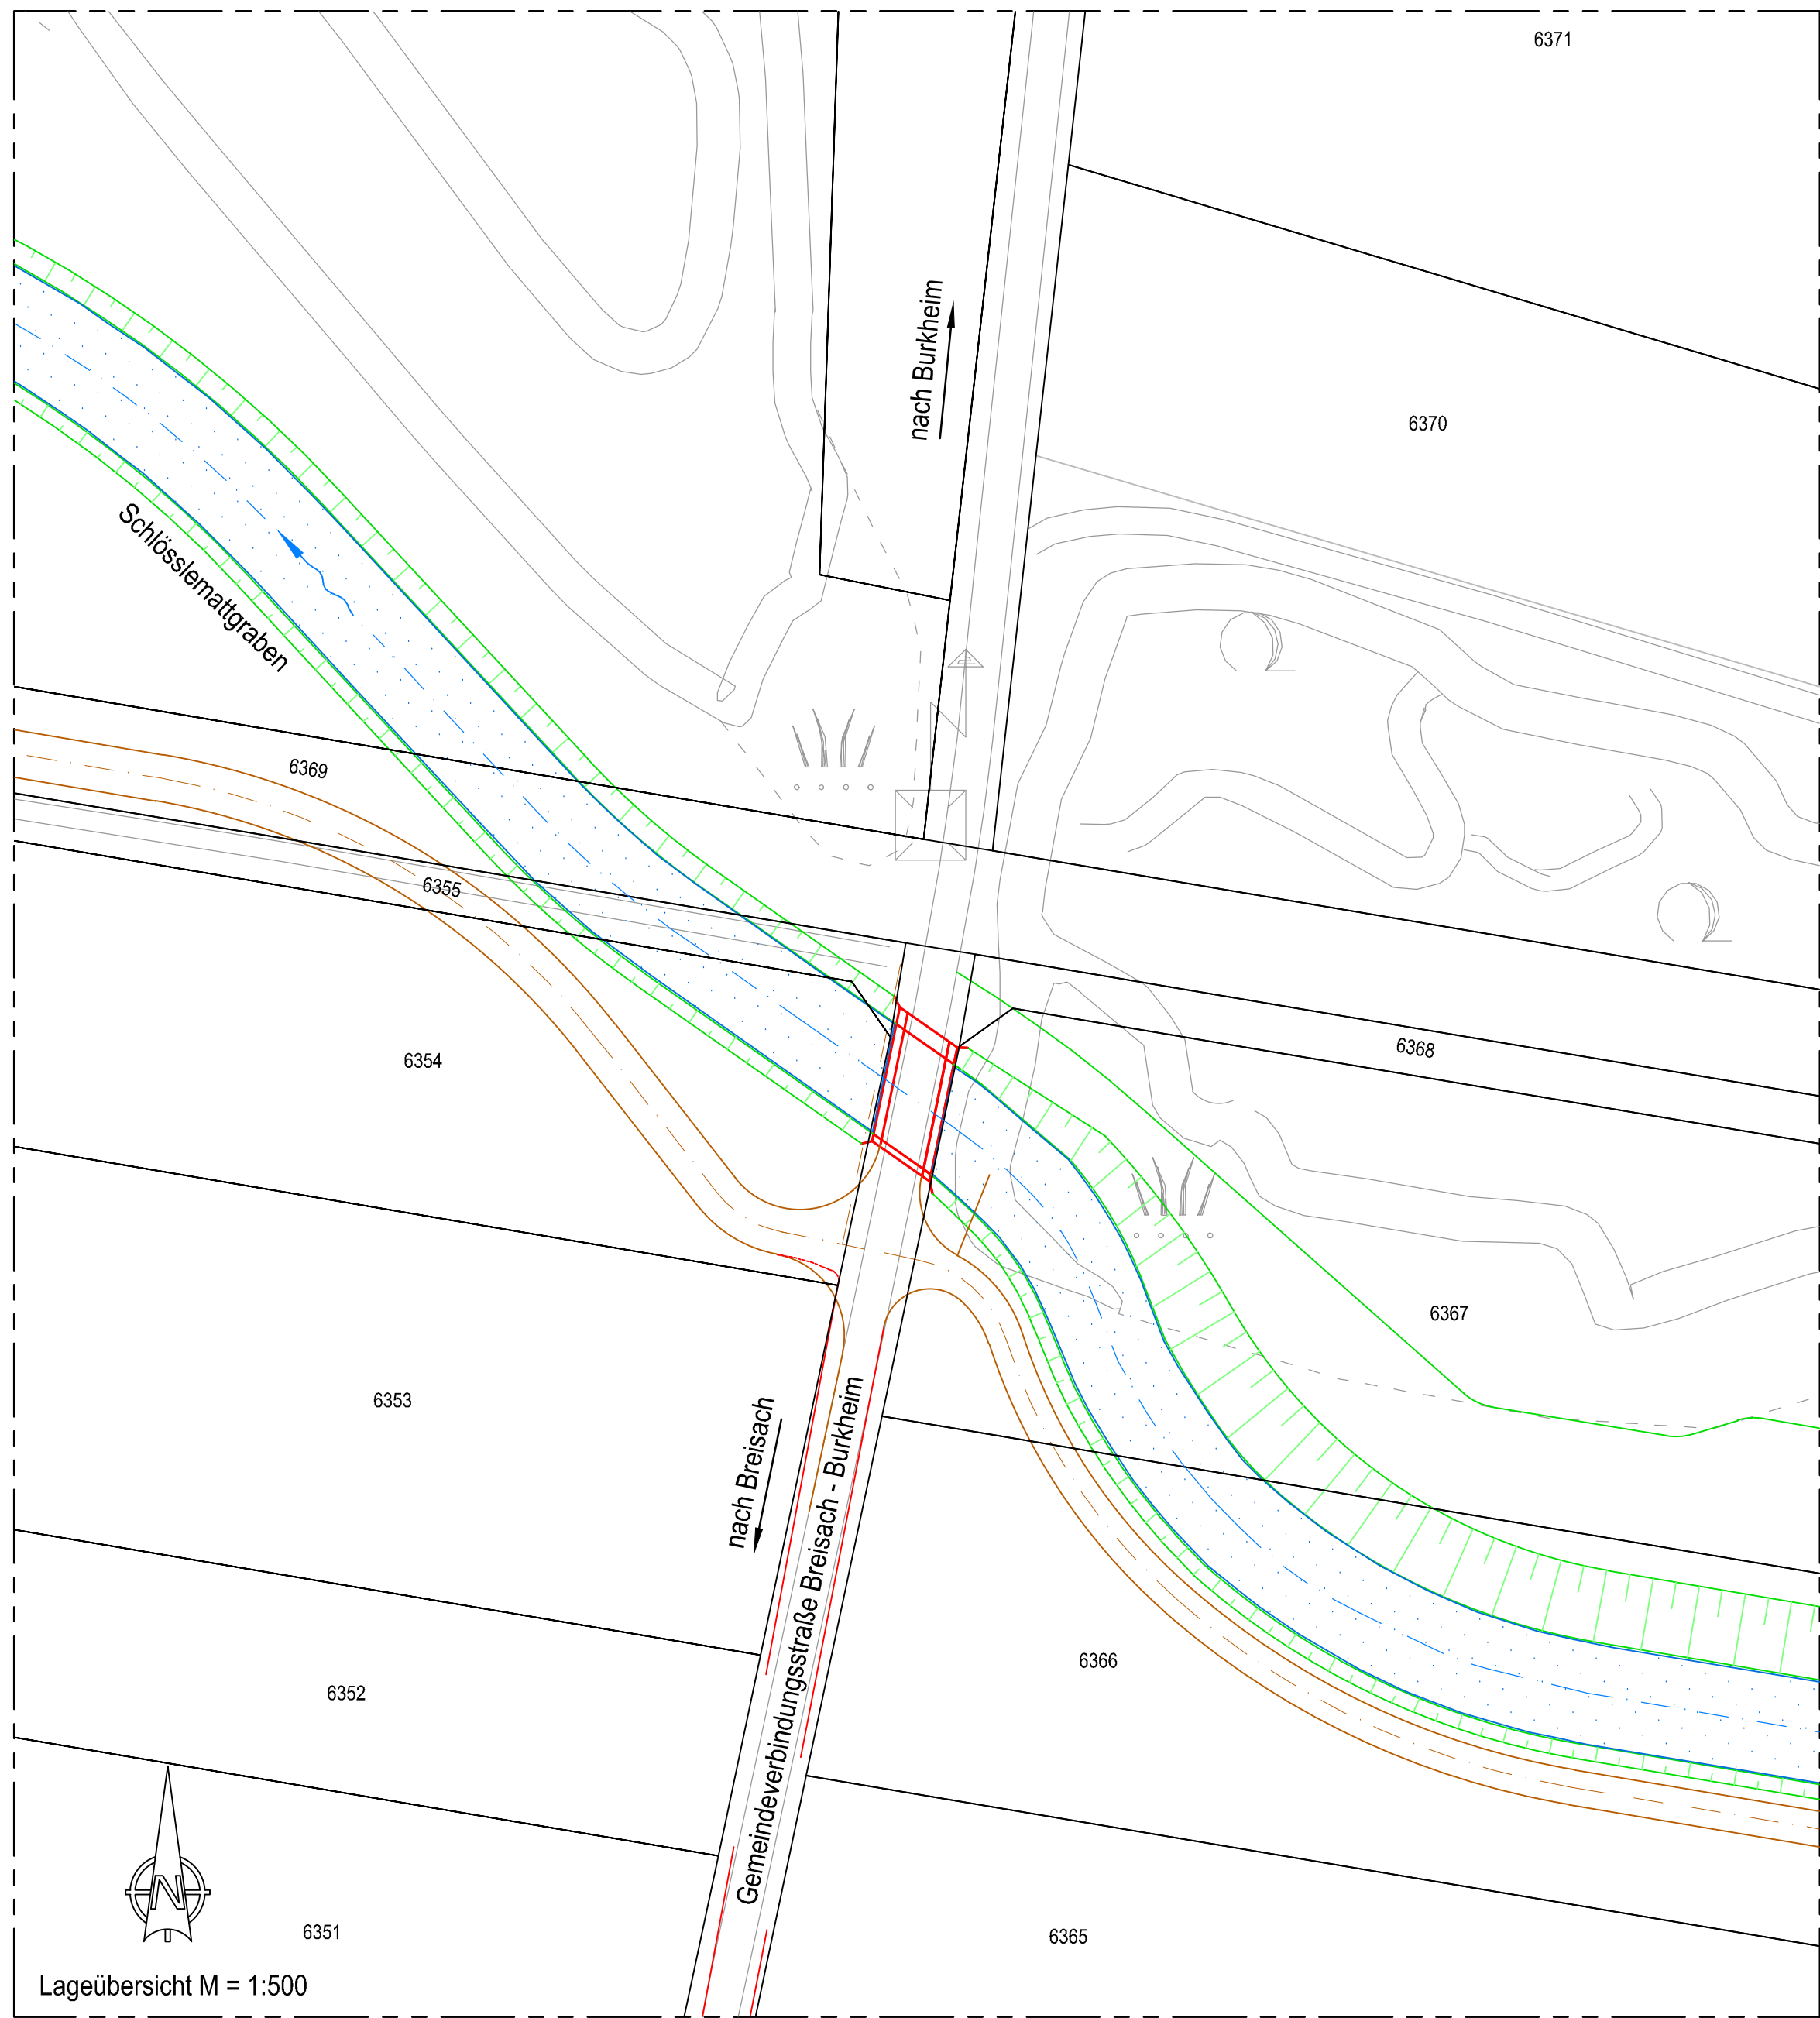 6371
nach Burkheim
6370
Schlösslemattgraben
6369
6355
6354
6368
6367
6353
nach Breisach
Gemeindeverbindungsstraße Breisach - Burkheim
6366
6352
N
6351
6365
Lageübersicht M = 1:500